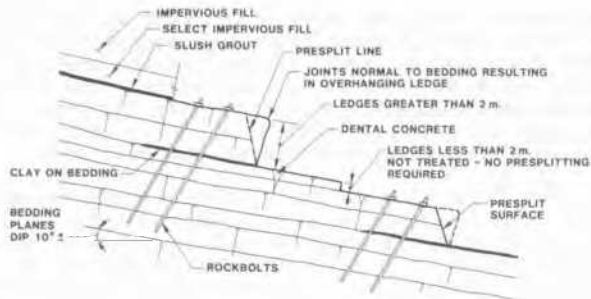 IMPERVIOUS FILL
SELECT IMPERVIOUS FILL
SLUSH GROUT
PRESPLIT LINE
JOINTS NORMAL TO BEDDING RESULTING
IN OVERHANGING LEDGE
LEDGES GREATER THAN 2 m.
DENTAL CONCRETE
LEDGES LESS THAN 2 m.
NOT TREATED - NO PRESPLITTING
REQUIRED
CLAY ON BEDDING
PRESPLIT
SURFACE
BEDDING
PLANES
DIP 10° ±
ROCKBOLTS